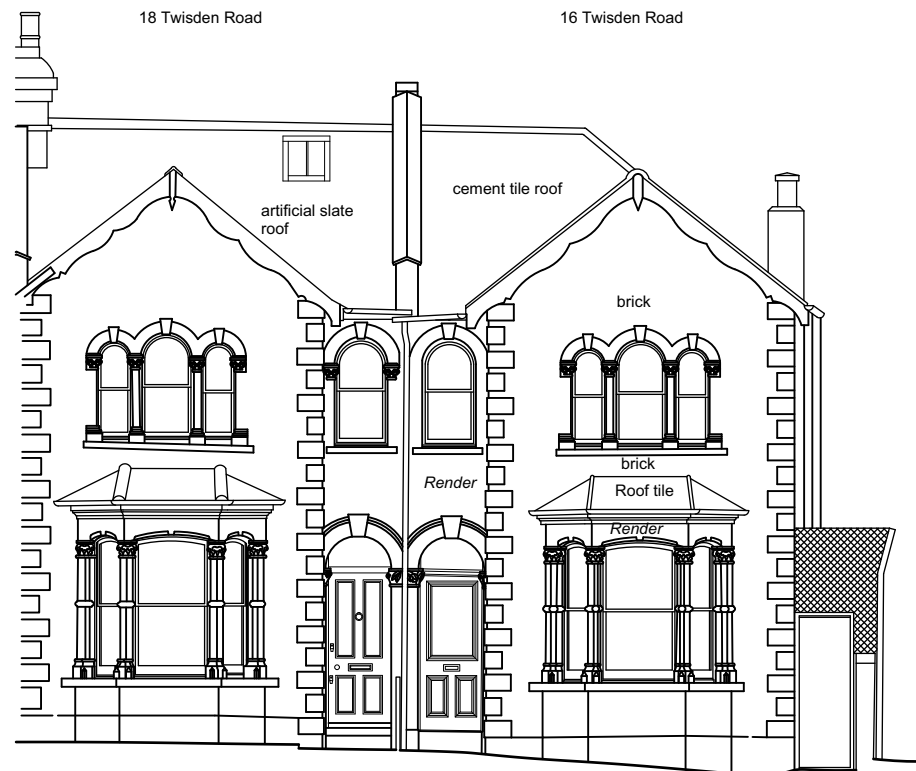 18 Twisden Road
16 Twisden Road
cement tile roof
artificial slate
roof
brick
brick
Render
Roof tile
Render